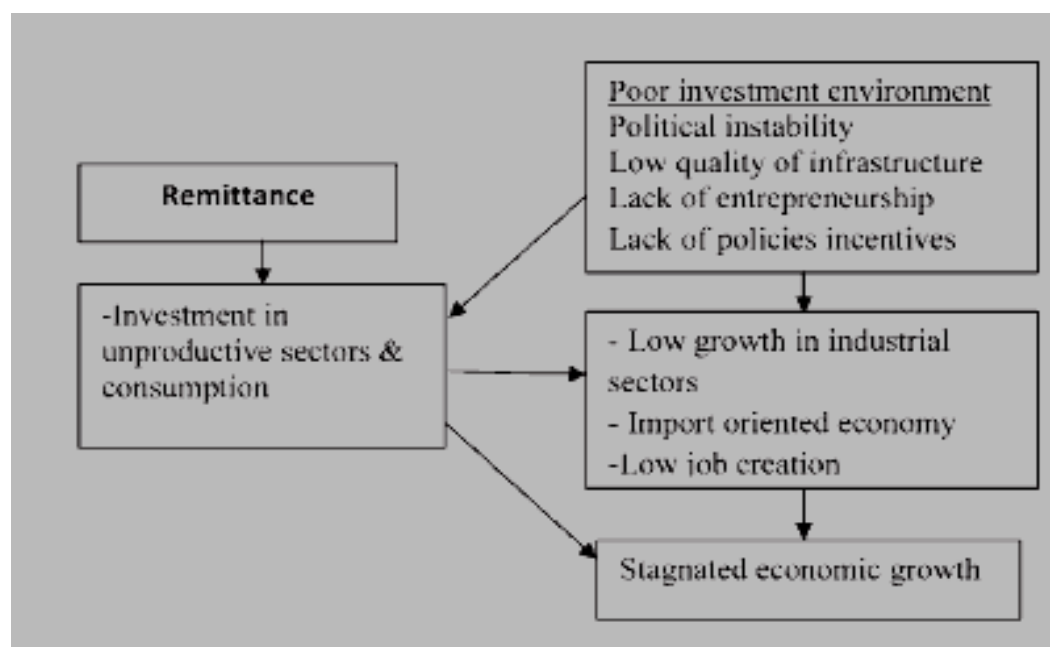 Remittance
-Investment in
unproductive sectors &
consumption
Poor investment environment
Political instability
Low quality of infrastructure
Lack of entrepreneurship
Lack of policies incentives
- Low growth in industrial
sectors
- Import oriented economy
-Low job creation
Stagnated economic growth